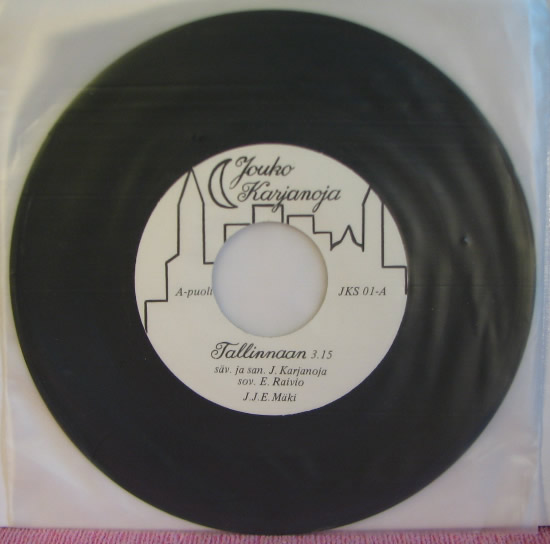 Jouko
Karjanoja
A-puoli
JKS 01-A
Tallinnaan 3.15
säv. ja san. J. Karjanoja
sov. E. Raivio
J.J.E. Mäki